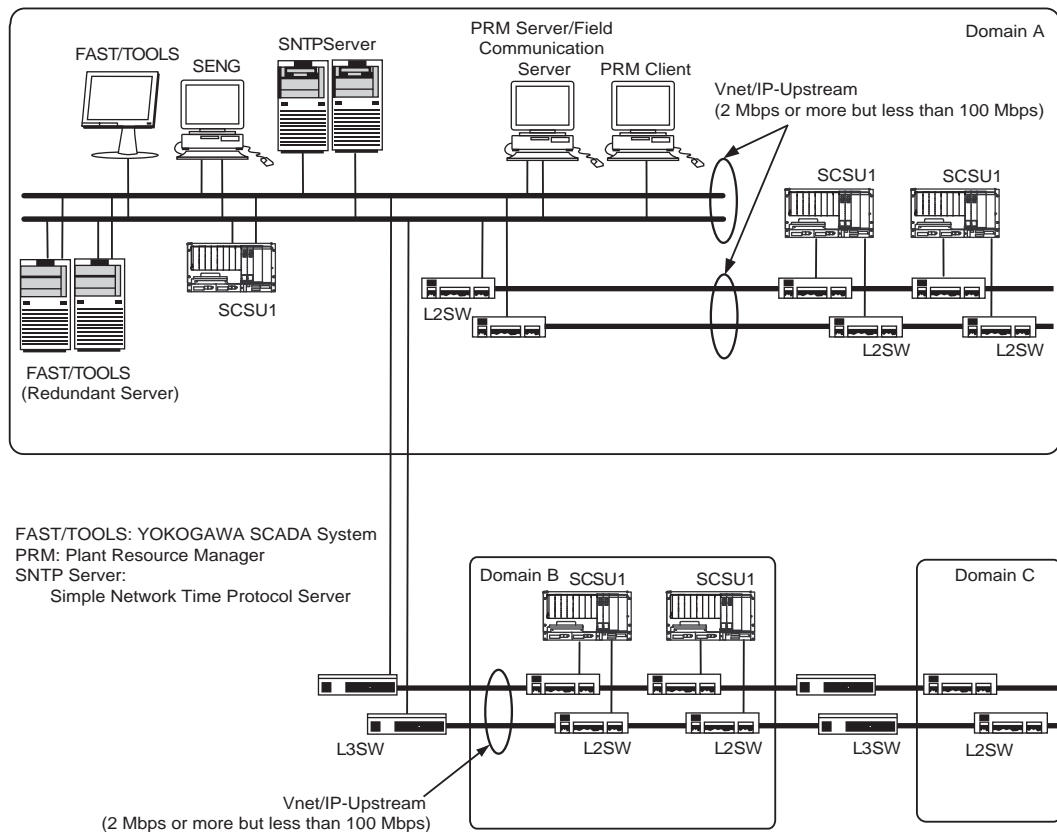 Domain A
FAST/TOOLS
SENG
SNTPServer
PRM Server/Field
Communication
Server
PRM Client
Vnet/IP-Upstream
(2 Mbps or more but less than 100 Mbps)
SCSU1
SCSU1
SCSU1
L2SW
L2SW
L2SW
FAST/TOOLS
(Redundant Server)
FAST/TOOLS: YOKOGAWA SCADA System
PRM: Plant Resource Manager
SNTP Server:
Simple Network Time Protocol Server
Domain B
SCSU1
SCSU1
Domain C
L3SW
L2SW
L2SW
L3SW
L2SW
Vnet/IP-Upstream
(2 Mbps or more but less than 100 Mbps)